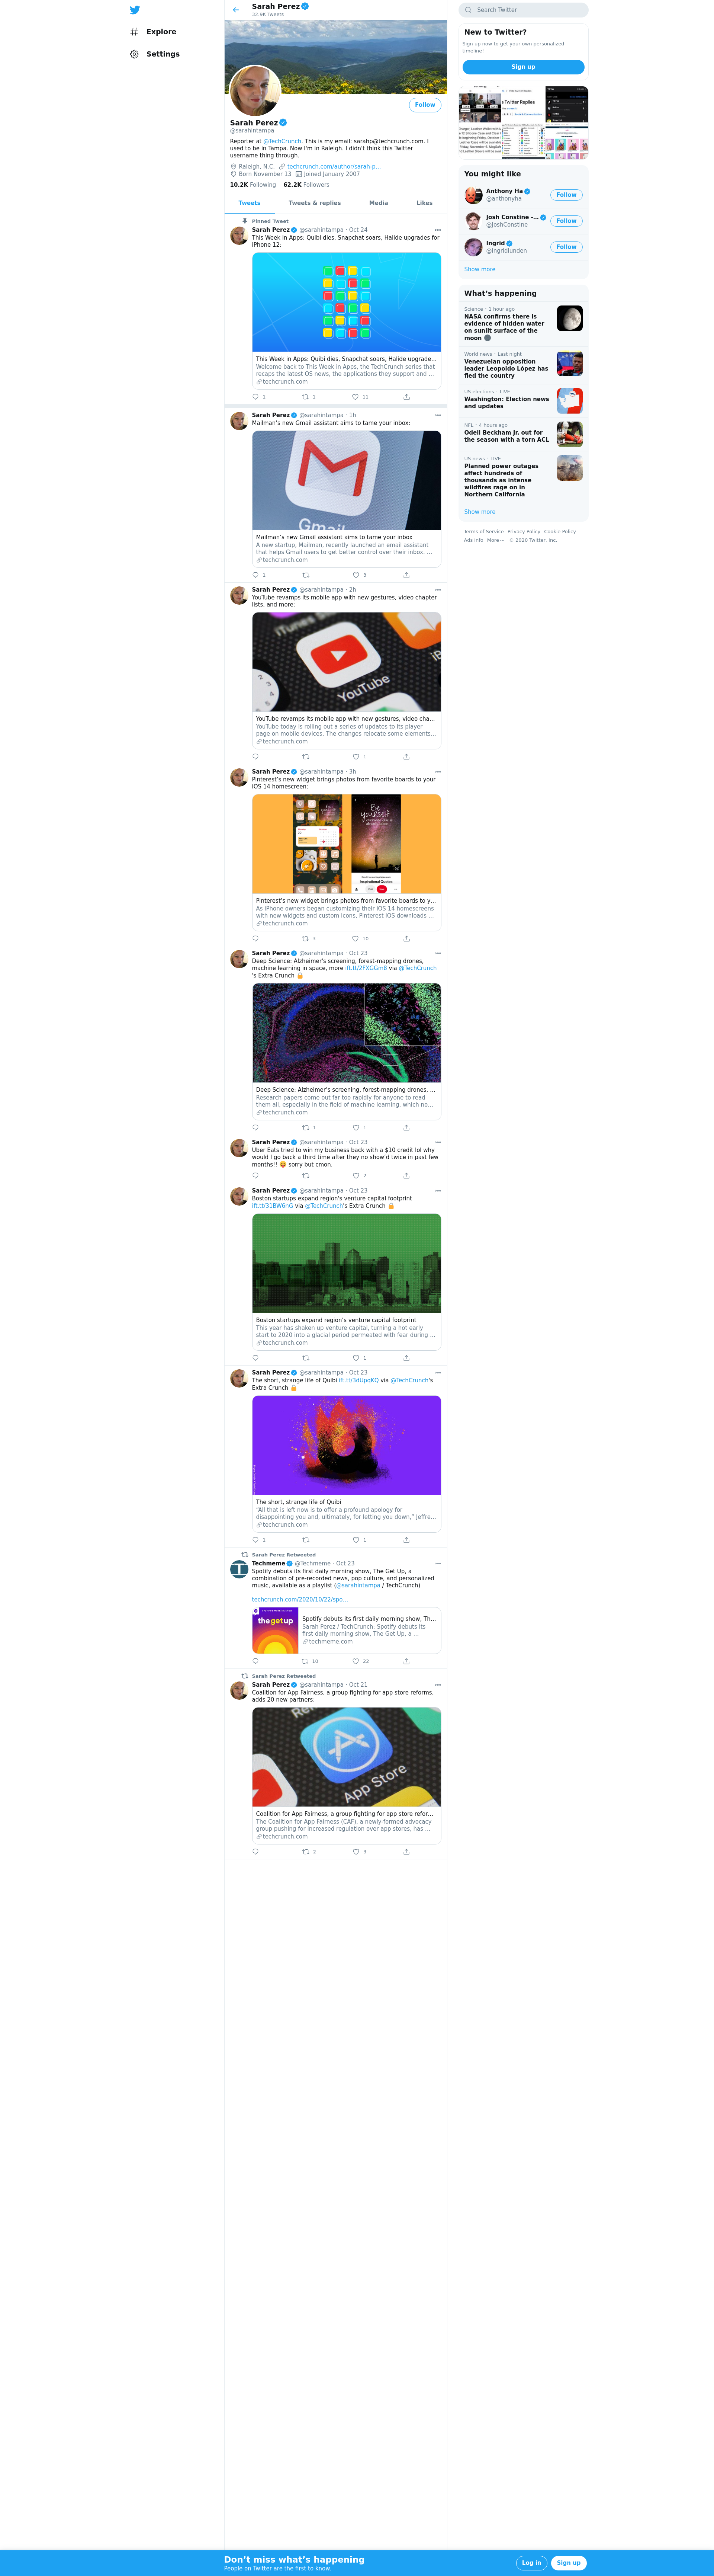 Explore
Settings
Sarah Perez
52.9K Tweets
Follow
Sarah Perez
@sarahintampa
Reporter at @TechCrunch. This is my email: sarahp@techcrunch.com. I
used to be in Tampa. Now I'm in Raleigh. I didn't think this Twitter
username thing through.
Raleigh, N.C. techcrunch.com/author/sarah-p...
Born November 13 Joined January 2007
10.2K Following 62.2K Followers
Tweets Tweets & replies Media Likes
Pinned Tweet
Sarah Perez @sarahintampa · Oct 24
This Week in Apps: Quibi dies, Snapchat soars, Halide upgrades for
iPhone 12:
This Week in Apps: Quibi dies, Snapchat soars, Halide upgrade...
Welcome back to This Week in Apps, the TechCrunch series that
recaps the latest OS news, the applications they support and ...
techcrunch.com
1 1 11
Sarah Perez @sarahintampa · 1h
Mailman's new Gmail assistant aims to tame your inbox:
Gmail
Mailman's new Gmail assistant aims to tame your inbox
A new startup, Mailman, recently launched an email assistant
that helps Gmail users to get better control over their inbox. ...
techcrunch.com
1 3
Sarah Perez @sarahintampa · 2h
YouTube revamps its mobile app with new gestures, video chapter
lists, and more:
YouTube
YouTube revamps its mobile app with new gestures, video cha...
YouTube today is rolling out a series of updates to its player
page on mobile devices. The changes relocate some elements...
techcrunch.com
1
Sarah Perez @sarahintampa · 3h
Pinterest's new widget brings photos from favorite boards to your
iOS 14 homescreen:
Be
yourself
Inspirational Quotes
Pinterest's new widget brings photos from favorite boards to y...
As iPhone owners began customizing their iOS 14 homescreens
with new widgets and custom icons, Pinterest iOS downloads ...
techcrunch.com
3 10
Sarah Perez @sarahintampa · Oct 23
Deep Science: Alzheimer's screening, forest-mapping drones,
machine learning in space, more ift.tt/2FXGGm8 via @TechCrunch
's Extra Crunch
Deep Science: Alzheimer's screening, forest-mapping drones, ...
Research papers come out far too rapidly for anyone to read
them all, especially in the field of machine learning, which no...
techcrunch.com
1 1
Sarah Perez @sarahintampa · Oct 23
Uber Eats tried to win my business back with a $10 credit lol why
would I go back a third time after they no show'd twice in past few
months!! sorry but cmon.
2
Sarah Perez @sarahintampa · Oct 23
Boston startups expand region's venture capital footprint
ift.tt/31BW6nG via @TechCrunch's Extra Crunch
Boston startups expand region's venture capital footprint
This year has shaken up venture capital, turning a hot early
start to 2020 into a glacial period permeated with fear during ...
techcrunch.com
1
Sarah Perez @sarahintampa · Oct 23
The short, strange life of Quibi ift.tt/3dUpqKQ via @TechCrunch's
Extra Crunch
The short, strange life of Quibi
"All that is left now is to offer a profound apology for
disappointing you and, ultimately, for letting you down," Jeffre...
techcrunch.com
1 1
Sarah Perez Retweeted
Techmeme @Techmeme · Oct 23
Spotify debuts its first daily morning show, The Get Up, a
combination of pre-recorded news, pop culture, and personalized
music, available as a playlist (@sarahintampa / TechCrunch)
techcrunch.com/2020/10/22/spo...
the get up
Spotify debuts its first daily morning show, Th...
Sarah Perez / TechCrunch: Spotify debuts its
first daily morning show, The Get Up, a ...
techmeme.com
10 22
Sarah Perez Retweeted
Sarah Perez @sarahintampa · Oct 21
Coalition for App Fairness, a group fighting for app store reforms,
adds 20 new partners:
App Store
Coalition for App Fairness, a group fighting for app store refor...
The Coalition for App Fairness (CAF), a newly-formed advocacy
group pushing for increased regulation over app stores, has ...
techcrunch.com
2 3
Search Twitter
New to Twitter?
Sign up now to get your own personalized
timeline!
Sign up
Twitter Replies
You might like
Anthony Ha
@anthonyha
Follow
Josh Constine -...
@JoshConstine
Follow
Ingrid
@ingridlunden
Follow
Show more
What's happening
Science · 1 hour ago
NASA confirms there is
evidence of hidden water
on sunlit surface of the
moon
World news · Last night
Venezuelan opposition
leader Leopoldo López has
fled the country
US elections · LIVE
Washington: Election news
and updates
NFL · 4 hours ago
Odell Beckham Jr. out for
the season with a torn ACL
US news · LIVE
Planned power outages
affect hundreds of
thousands as intense
wildfires rage on in
Northern California
Show more
Terms of Service Privacy Policy Cookie Policy
Ads info More © 2020 Twitter, Inc.
Don't miss what's happening
People on Twitter are the first to know.
Log in
Sign up